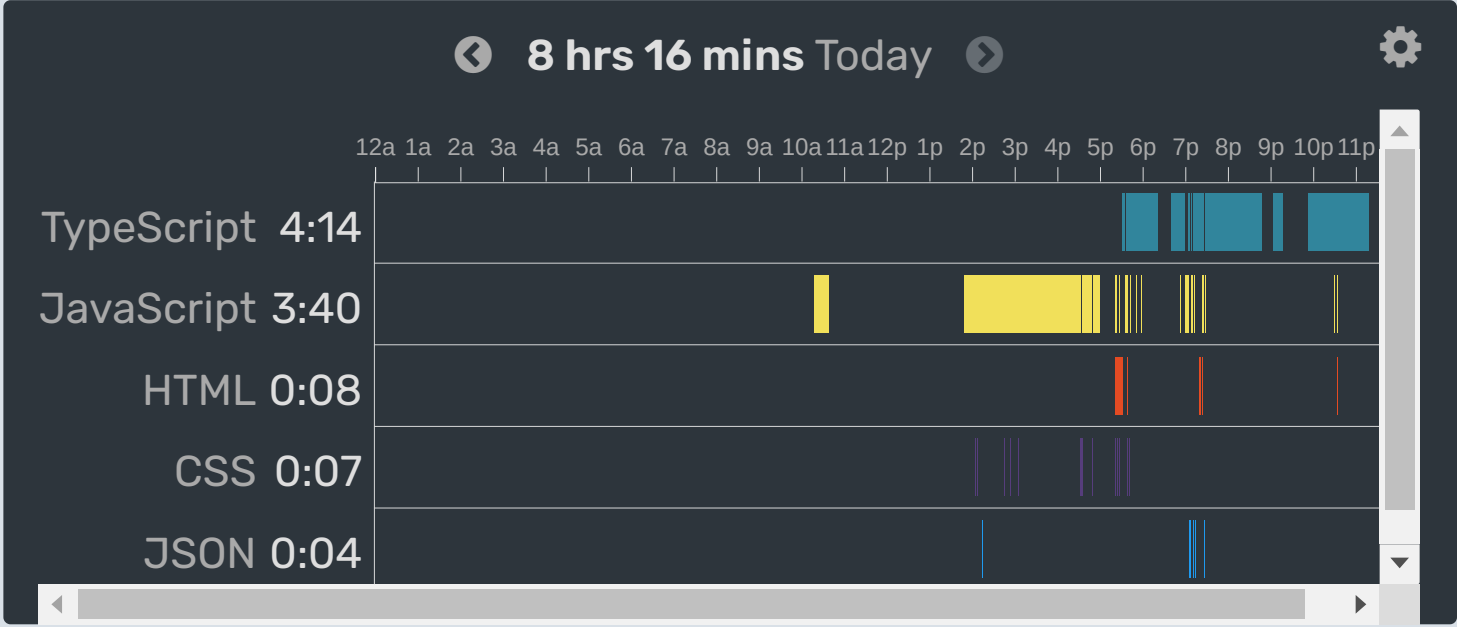 8 hrs 16 mins Today
12a 1a 2a 3a 4a 5a 6a 7a 8a 9a 10a 11a 12p 1p 2p 3p 4p 5p 6p 7p 8p 9p 10p 11p
TypeScript 4:14
JavaScript 3:40
HTML 0:08
CSS 0:07
JSON 0:04